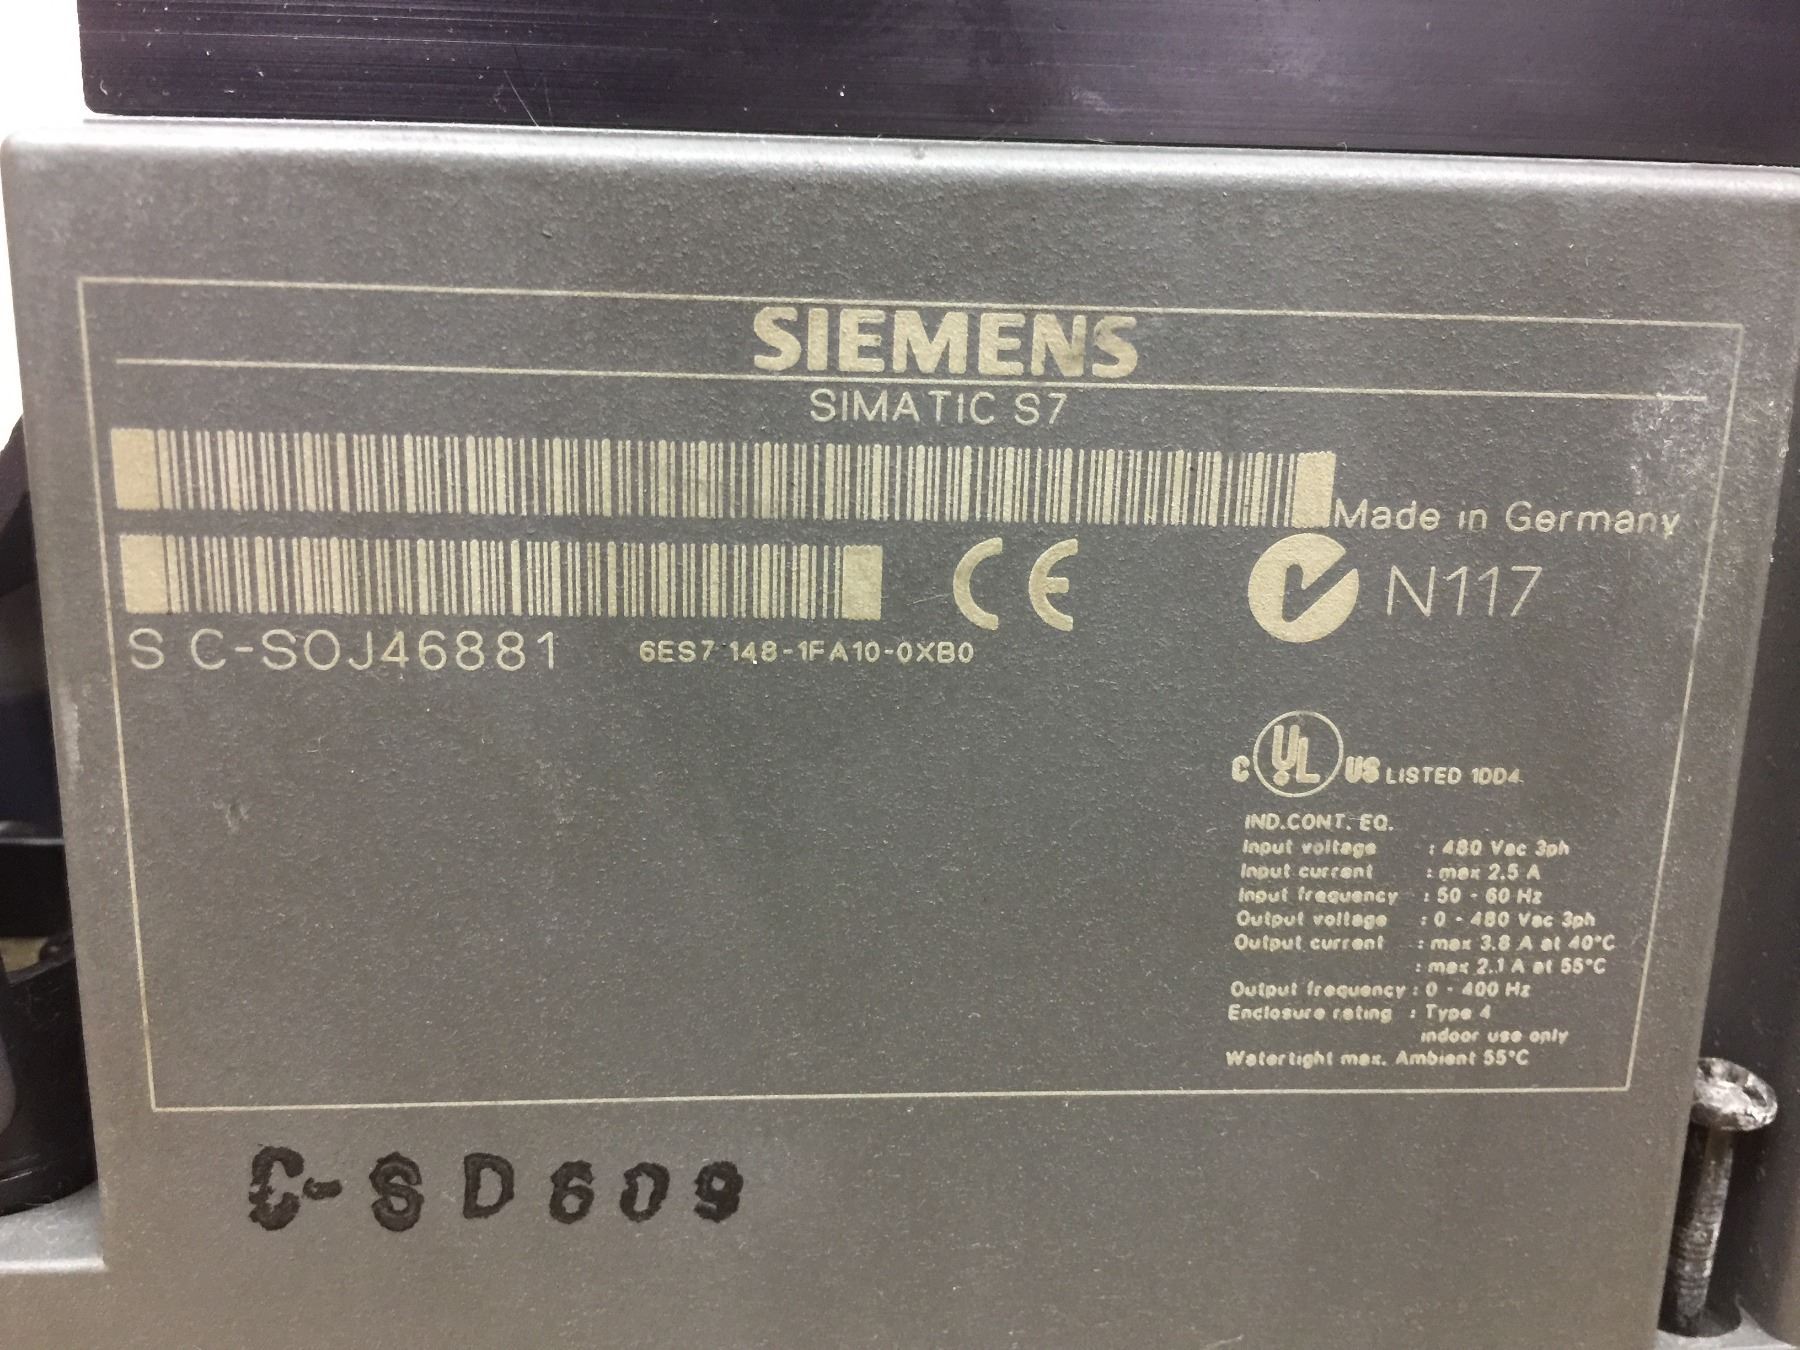 SIEMENS
SIMATIC S7
Made in Germany
CE
N117
S C-SOJ46881 6ES7 148-1FA10-0XB0
C UL US LISTED 10D4
IND.CONT. EQ.
Input voltage : 480 Vac 3ph
Input current : max 2.5 A
Input frequency : 50 - 60 Hz
Output voltage : 0 - 480 Vac 3ph
Output current : max 3.8 A at 40°C
: max 2.1 A at 55°C
Output frequency : 0 - 400 Hz
Enclosure rating : Type 4
indoor use only
Watertight max. Ambient 55°C
C-SD609